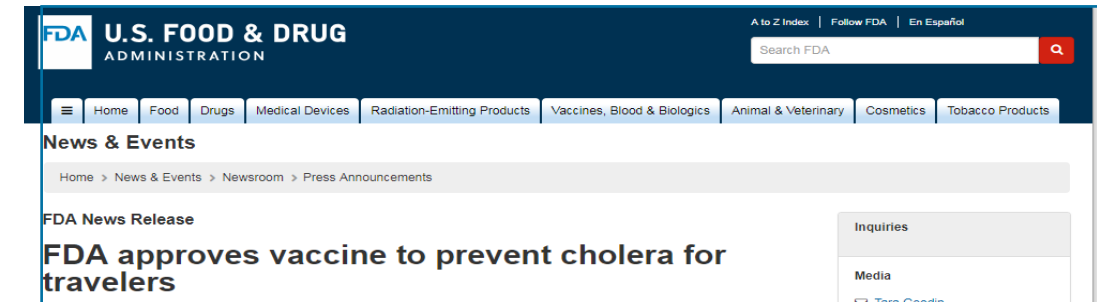 A to Z Index | Follow FDA | En Español
FDA U.S. FOOD & DRUG
ADMINISTRATION
Search FDA
Home Food Drugs Medical Devices Radiation-Emitting Products Vaccines, Blood & Biologics Animal & Veterinary Cosmetics Tobacco Products
News & Events
Home > News & Events > Newsroom > Press Announcements
FDA News Release
FDA approves vaccine to prevent cholera for
travelers
Inquiries
Media